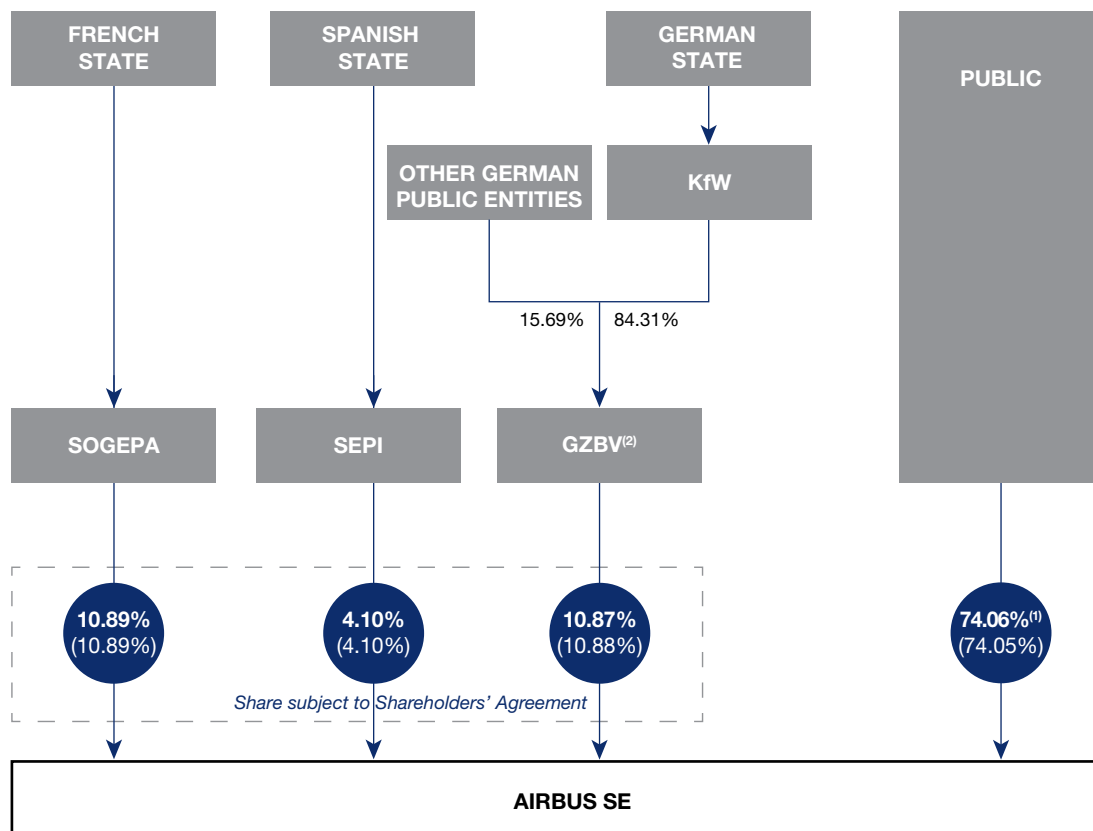 FRENCH
STATE
SPANISH
STATE
GERMAN
STATE
PUBLIC
OTHER GERMAN
PUBLIC ENTITIES
KfW
15.69%
84.31%
SOGEPA
SEPI
GZBV(2)
10.89%
(10.89%)
4.10%
(4.10%)
10.87%
(10.88%)
74.06%(1)
(74.05%)
Share subject to Shareholders’ Agreement
AIRBUS SE